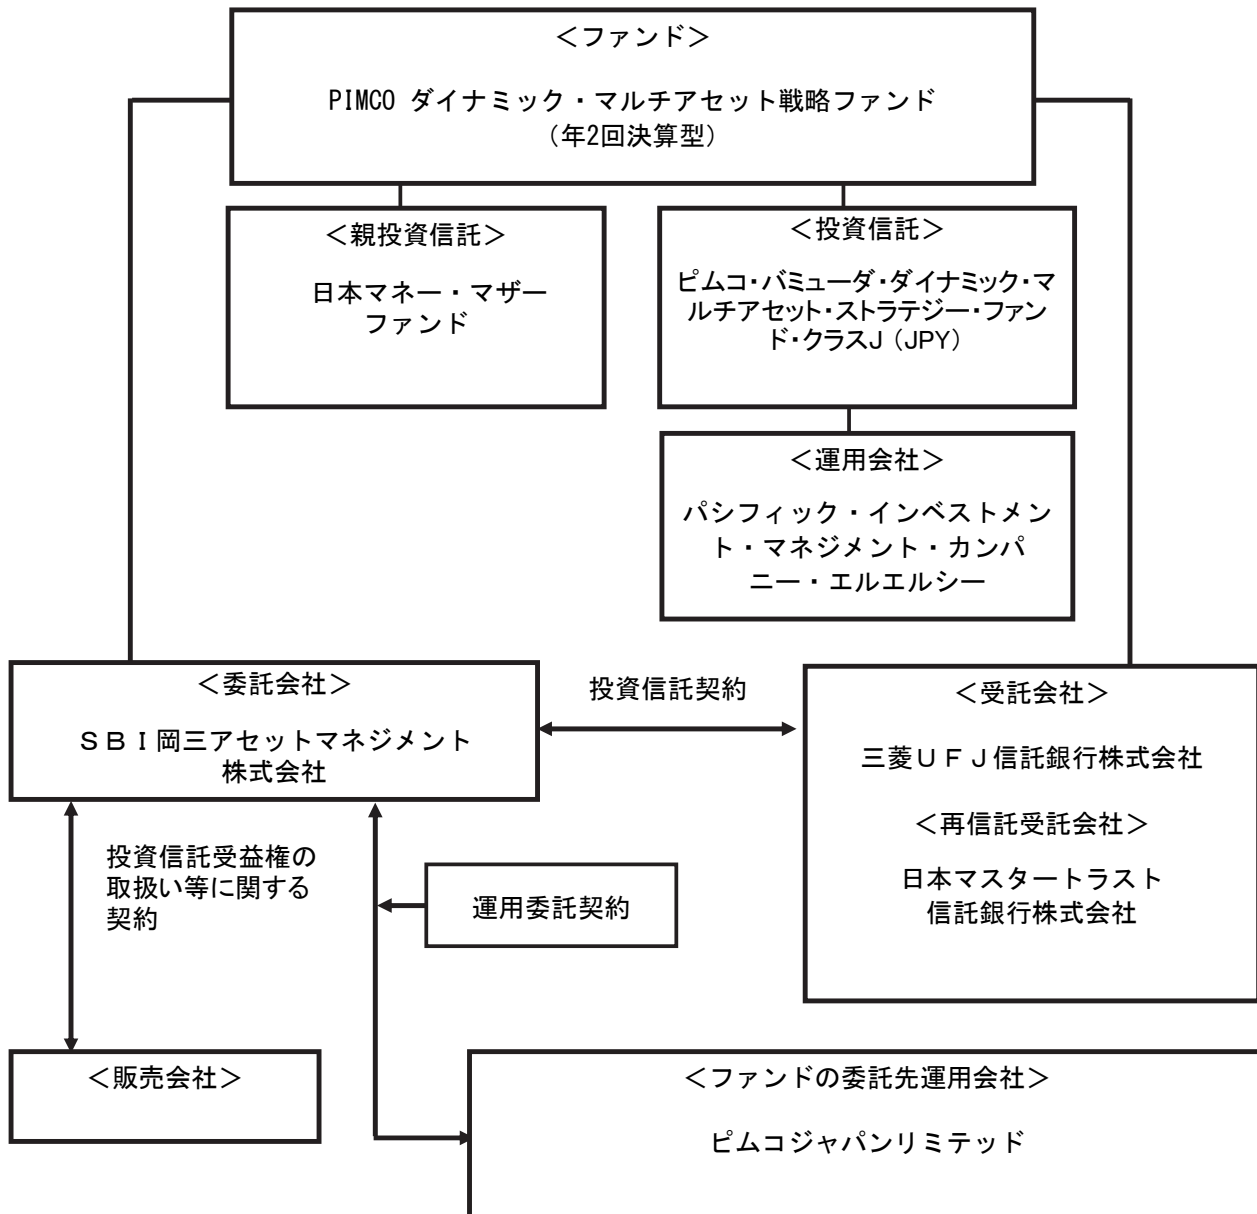 ＜ファンド＞
PIMCO ダイナミック・マルチアセット戦略ファンド
（年2回決算型）
＜親投資信託＞
日本マネー・マザー
ファンド
＜投資信託＞
ピムコ・バミューダ・ダイナミック・マ
ルチアセット・ストラテジー・ファン
ド・クラスJ（JPY）
＜運用会社＞
パシフィック・インベストメン
ト・マネジメント・カンパ
ニー・エルエルシー
＜委託会社＞
ＳＢＩ岡三アセットマネジメント
株式会社
投資信託契約
＜受託会社＞
三菱ＵＦＪ信託銀行株式会社
＜再信託受託会社＞
日本マスタートラスト
信託銀行株式会社
投資信託受益権の
取扱い等に関する
契約
運用委託契約
＜販売会社＞
＜ファンドの委託先運用会社＞
ピムコジャパンリミテッド